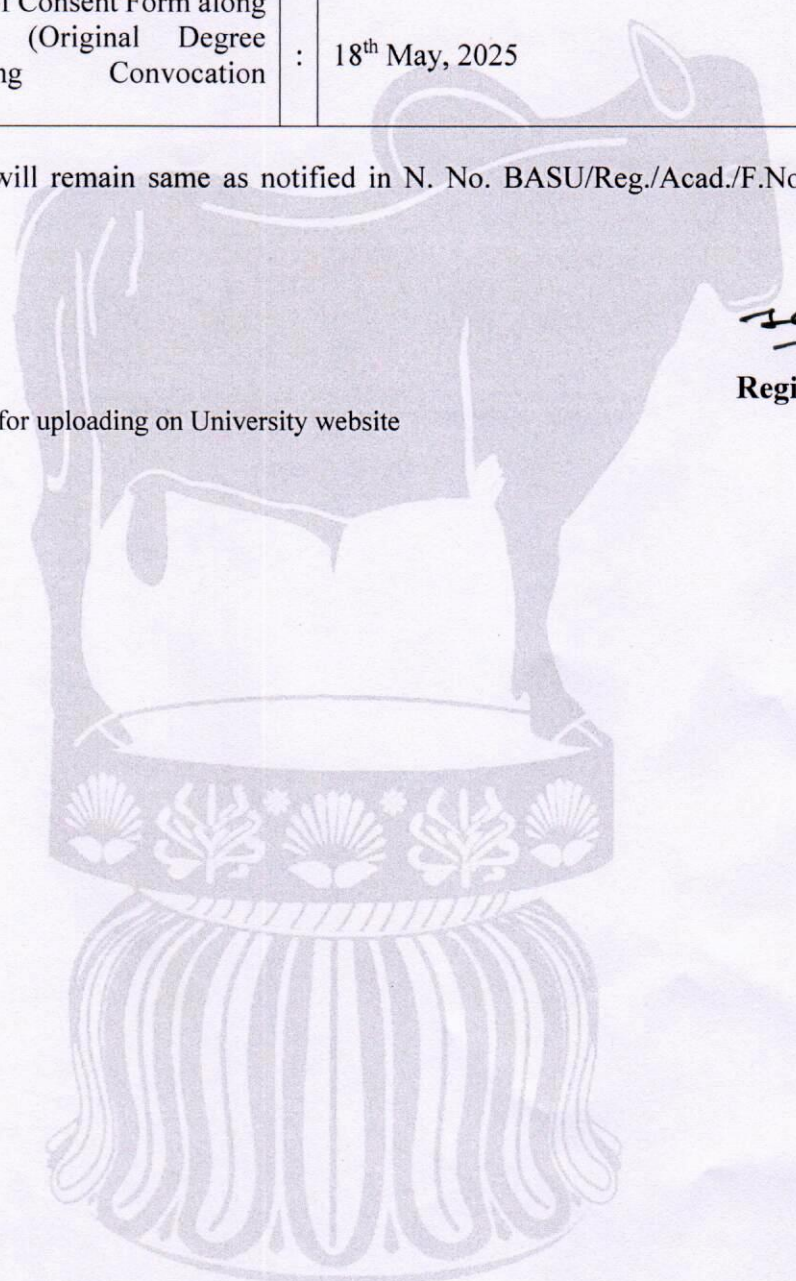 Consent Form along
(Original Degree
Convocation
: 18th May, 2025
will remain same as notified in N. No. BASU/Reg./Acad./F.No
Regi
for uploading on University website